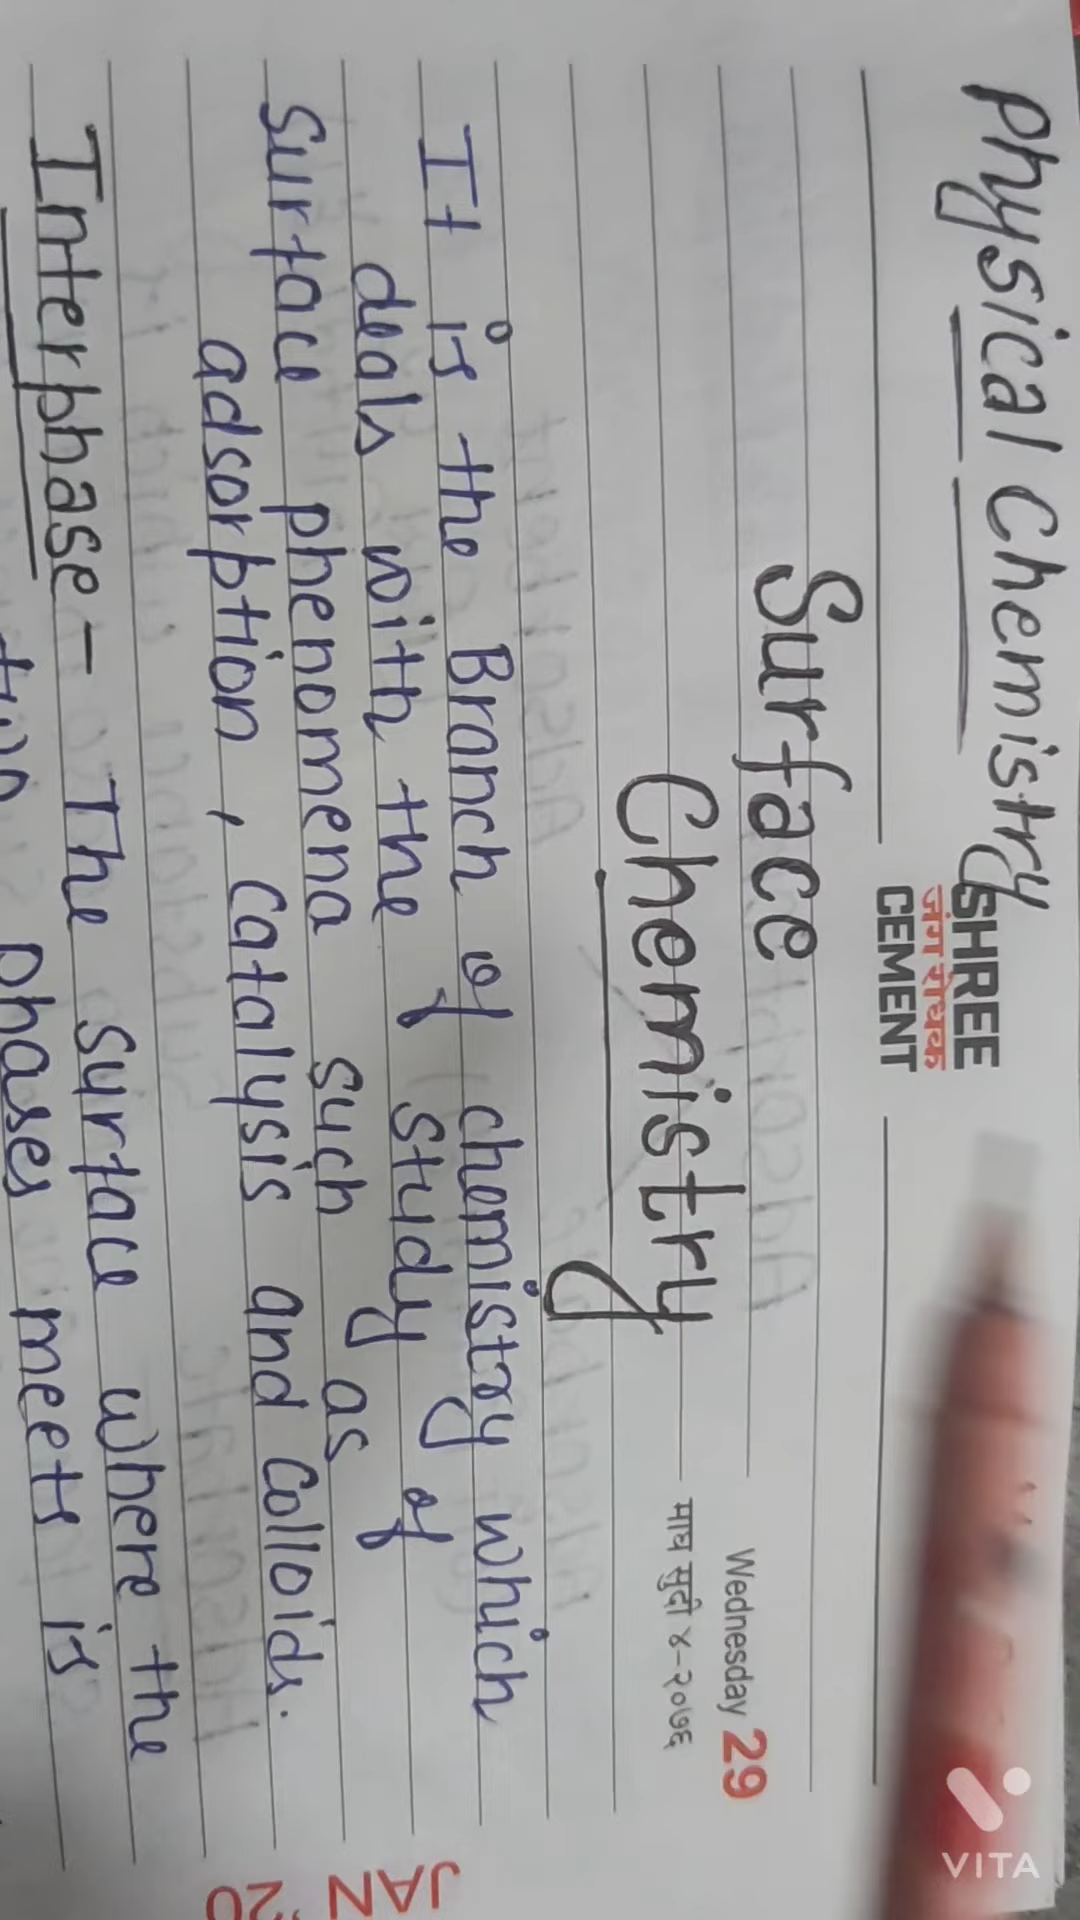 Physical Chemistry
SHREE
जंग रोधक
CEMENT
Surface
Chemistry
Wednesday 29
माघ सुदी ४-२०७६
It is the Branch of chemistry which
deals with the study of
Surface phenomena such as
adsorption, Catalysis and Colloids.
Interphase- The surface where the
two phases meets is
JAN '20
VITA